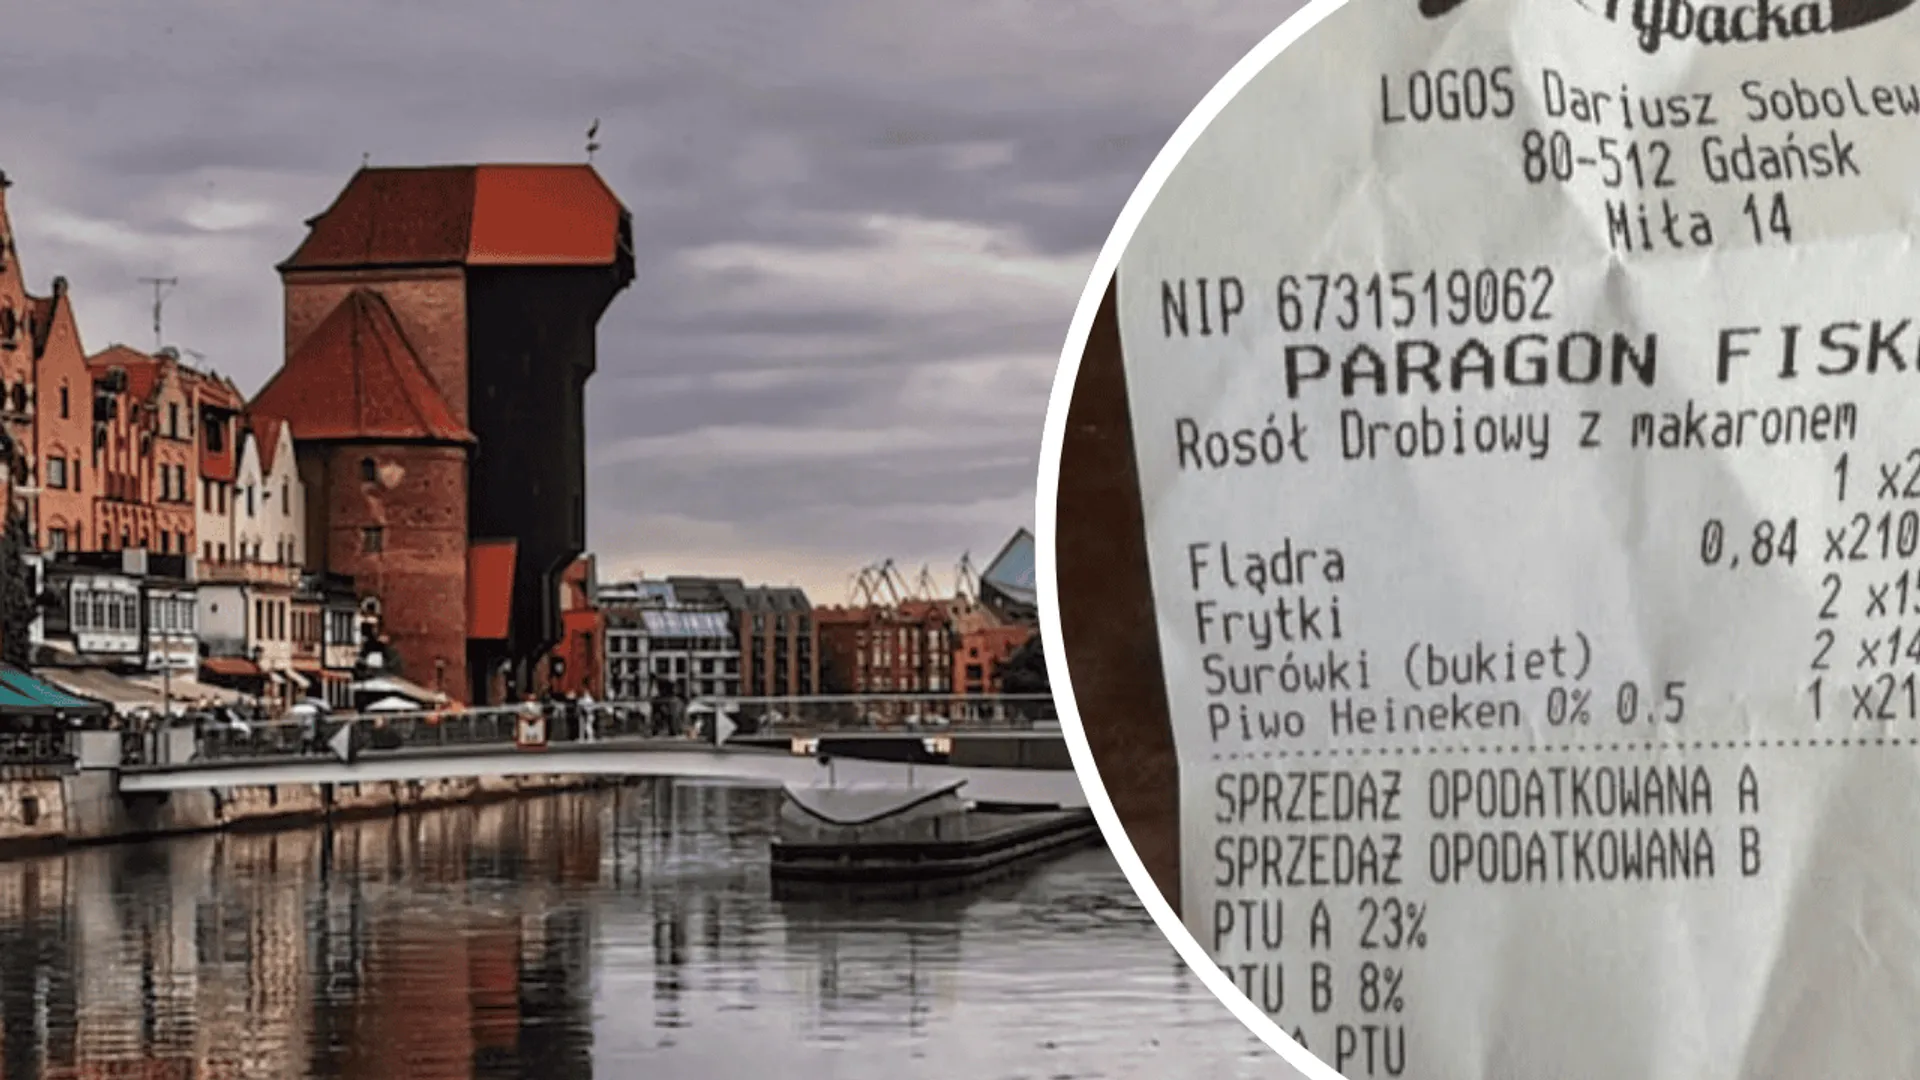 Rybacka
LOGOS Dariusz Sobolew
80-512 Gdańsk
Miła 14
NIP 6731519062
PARAGON FISK
Rosół Drobiowy z makaronem
1 x2
Flądra 0,84 x210
Frytki 2 x15
Surówki (bukiet) 2 x14
Piwo Heineken 0% 0.5 1 x21
SPRZEDAŻ OPODATKOWANA A
SPRZEDAŻ OPODATKOWANA B
PTU A 23%
PTU B 8%
A PTU